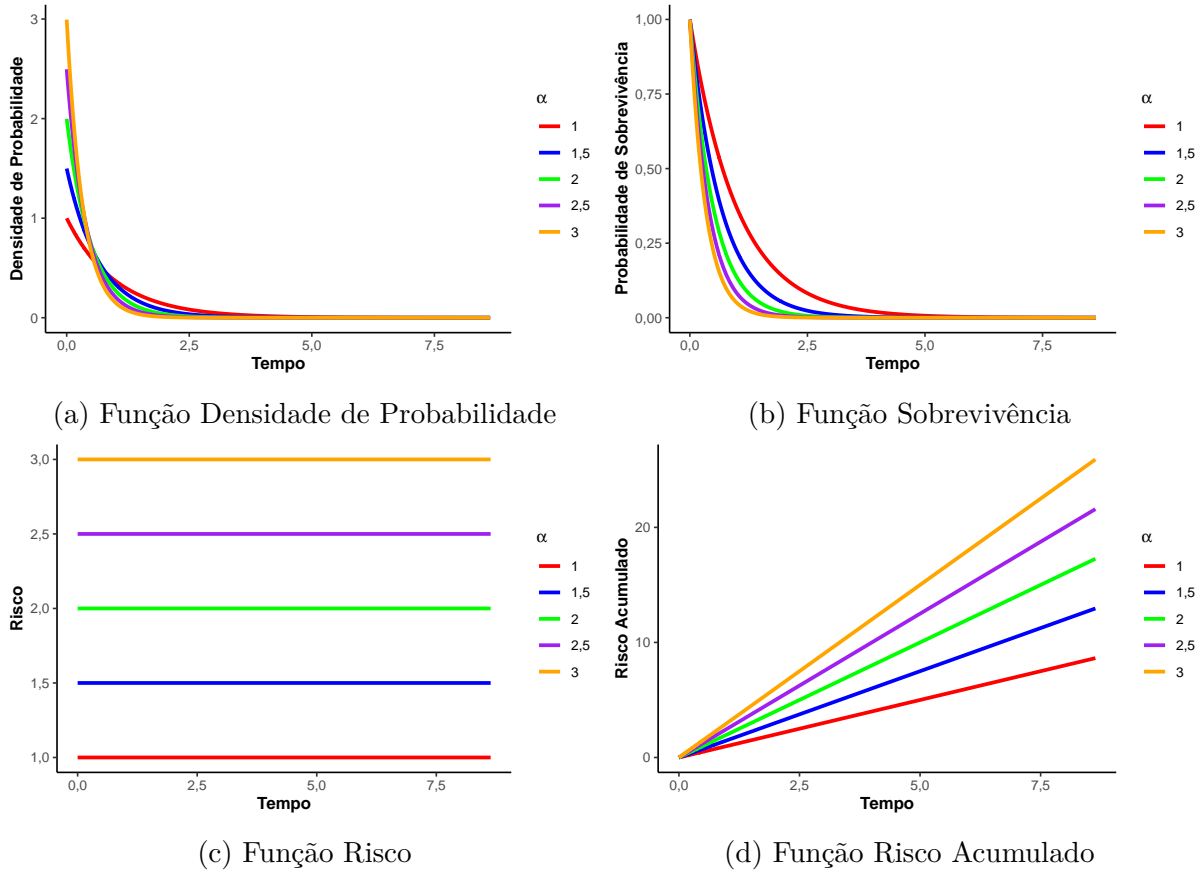 Densidade de Probabilidade
3
2
1
0
0,0 2,5 5,0 7,5
Tempo
α
1
1,5
2
2,5
3
(a) Função Densidade de Probabilidade
Probabilidade de Sobrevivência
1,00
0,75
0,50
0,25
0,00
0,0 2,5 5,0 7,5
Tempo
α
1
1,5
2
2,5
3
(b) Função Sobrevivência
Risco
3,0
2,5
2,0
1,5
1,0
0,0 2,5 5,0 7,5
Tempo
α
1
1,5
2
2,5
3
(c) Função Risco
Risco Acumulado
20
10
0
0,0 2,5 5,0 7,5
Tempo
α
1
1,5
2
2,5
3
(d) Função Risco Acumulado